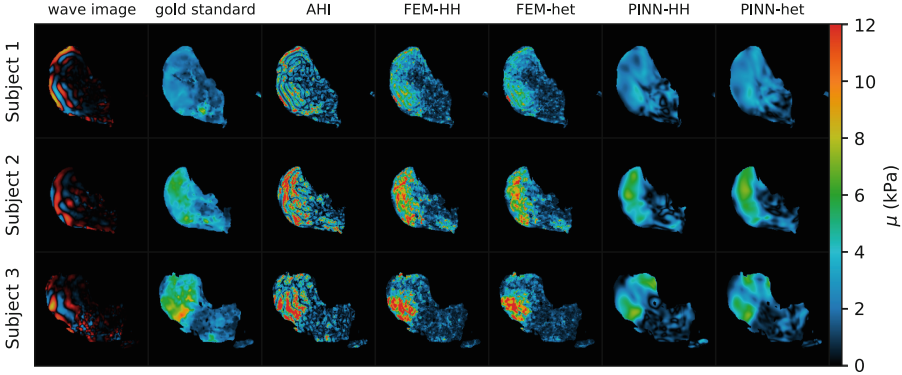 wave image gold standard AHI FEM-HH FEM-het PINN-HH PINN-het
Subject 1
Subject 2
Subject 3
12
10
8
6
4
2
0
μ (kPa)